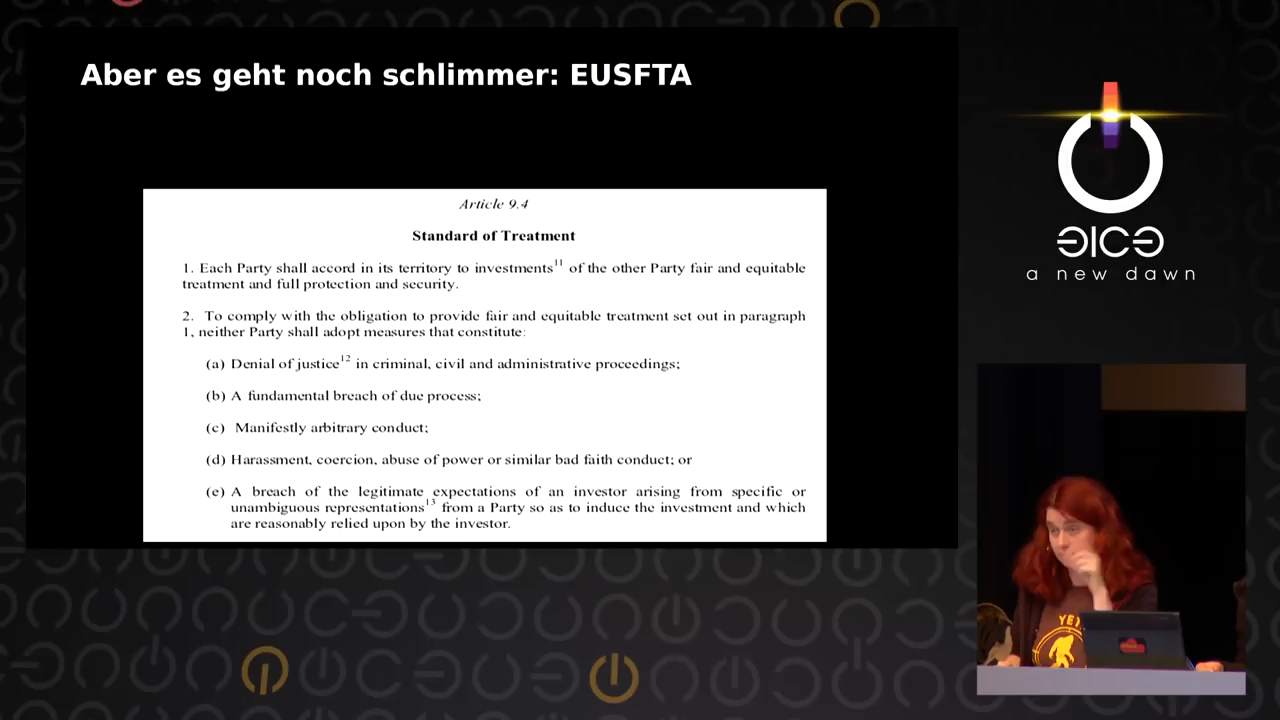 Aber es geht noch schlimmer: EUSFTA
Article 9.4
Standard of Treatment
1. Each Party shall accord in its territory to investments11 of the other Party fair and equitable
treatment and full protection and security.
2. To comply with the obligation to provide fair and equitable treatment set out in paragraph
1, neither Party shall adopt measures that constitute:
(a) Denial of justice12 in criminal, civil and administrative proceedings;
(b) A fundamental breach of due process;
(c) Manifestly arbitrary conduct;
(d) Harassment, coercion, abuse of power or similar bad faith conduct; or
(e) A breach of the legitimate expectations of an investor arising from specific or
unambiguous representations13 from a Party so as to induce the investment and which
are reasonably relied upon by the investor.
a new dawn